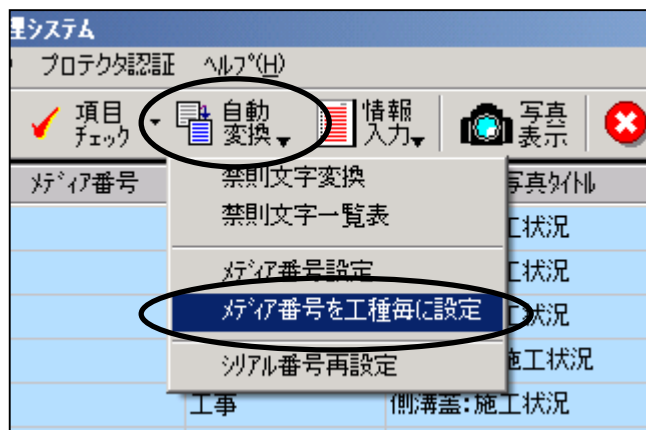 理システム
プロテクタ認証 ヘルプ(H)
項目
チェック
自動
変換
情報
入力
写真
表示
メディア番号
写真タイトル
禁則文字変換
禁則文字一覧表
メディア番号設定
メディア番号を工種毎に設定
シリアル番号再設定
工状況
工状況
工状況
施工状況
工事
側溝蓋:施工状況